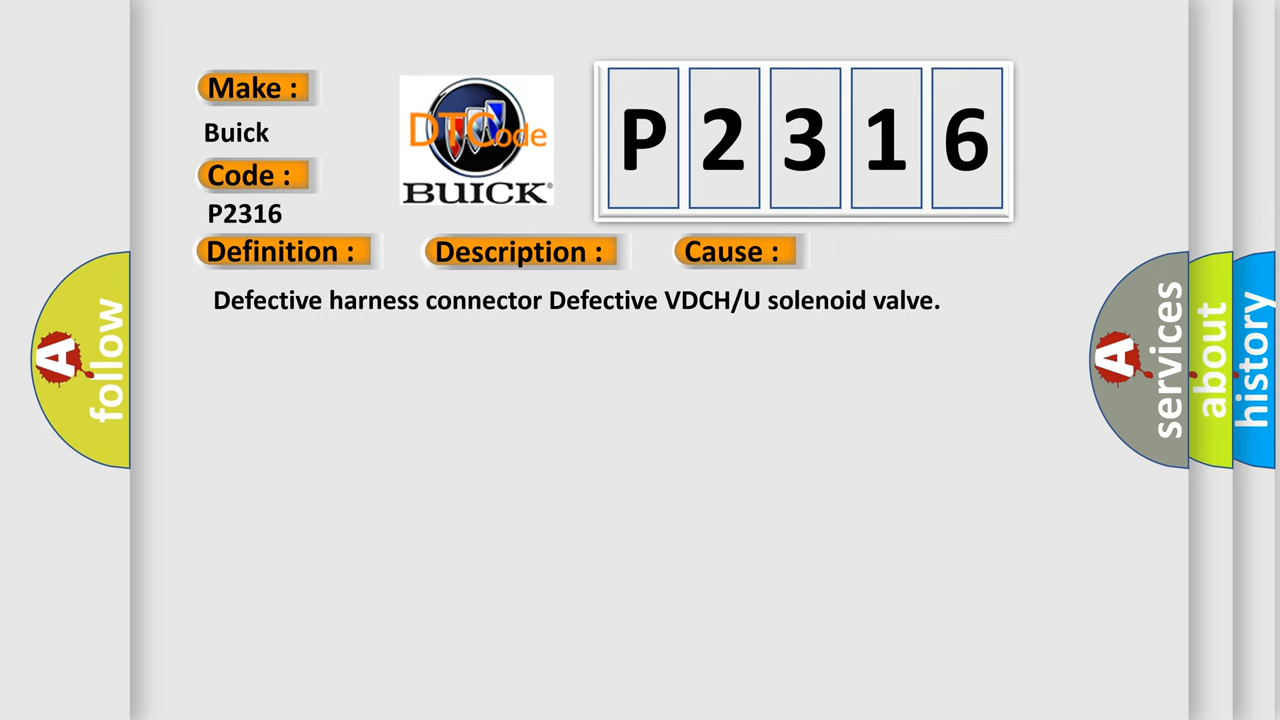 Make :
Buick
Code :
P2316
DTCode
BUICK®
P 2 3 1 6
Definition :
Description :
Cause :
Defective harness connector Defective VDCH/U solenoid valve.
A follow
A services
about
history